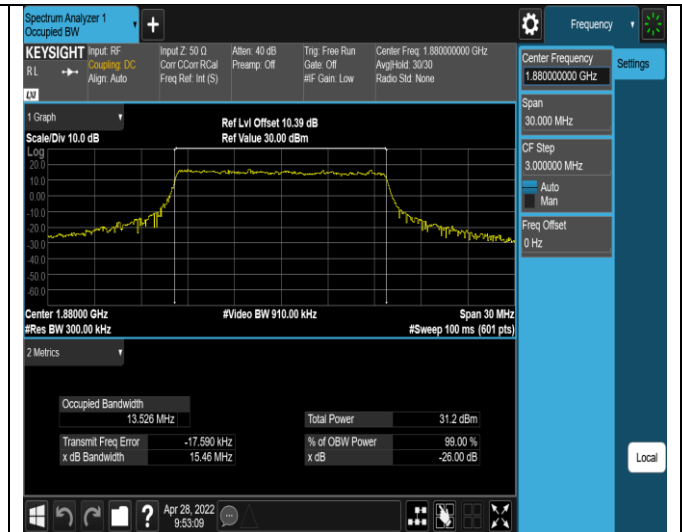 Spectrum Analyzer 1
Occupied BW
+
Frequency
KEYSIGHT
RL
LXI
Input: RF
Coupling: DC
Align: Auto
Input Z: 50 Ω
Corr CCorr RCal
Freq Ref: Int (S)
Atten: 40 dB
Preamp: Off
Trig: Free Run
Gate: Off
#IF Gain: Low
Center Freq: 1.880000000 GHz
Avg|Hold: 30/30
Radio Std: None
Center Frequency
1.880000000 GHz
Settings
Span
30.000 MHz
CF Step
3.000000 MHz
Auto
Man
Freq Offset
0 Hz
Local
1 Graph
Scale/Div 10.0 dB
Ref Lvl Offset 10.39 dB
Ref Value 30.00 dBm
Log
20.0
10.0
0.00
-10.0
-20.0
-30.0
-40.0
-50.0
-60.0
Center 1.88000 GHz
#Res BW 300.00 kHz
#Video BW 910.00 kHz
Span 30 MHz
#Sweep 100 ms (601 pts)
2 Metrics
Occupied Bandwidth
13.526 MHz
Total Power 31.2 dBm
Transmit Freq Error -17.590 kHz
% of OBW Power 99.00 %
x dB Bandwidth 15.46 MHz
x dB -26.00 dB
?
Apr 28, 2022
9:53:09